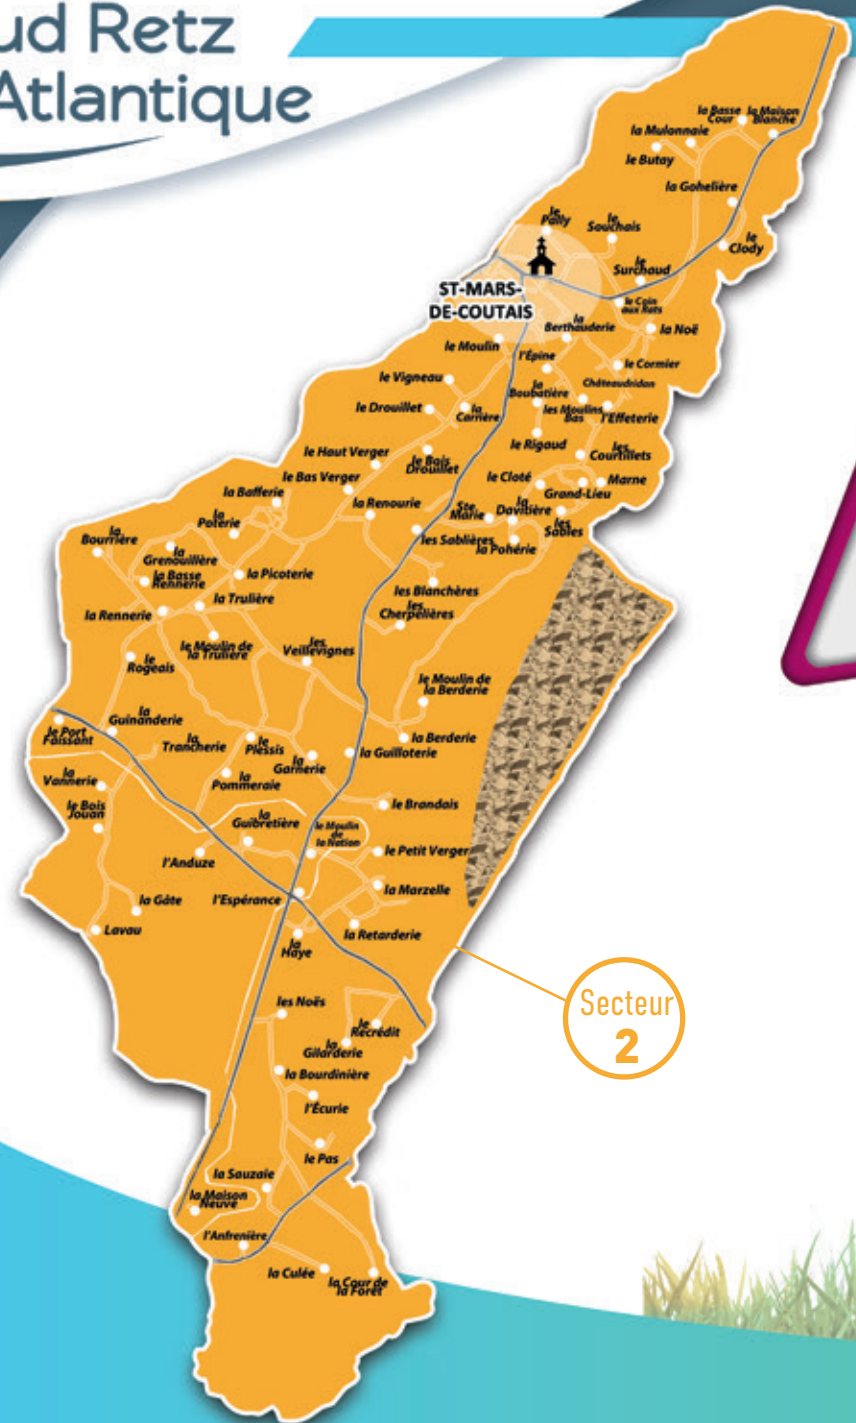 ud Retz
Atlantique
la Basse
Cour
la Maison
Blanche
la Mulonnaie
le Butay
la Gohelière
le
Pally
le
Souchais
le
Clody
le
Surchaud
ST-MARS-
DE-COUTAIS
le Coin
aux Rats
la
Berthauderie
la Noë
le Moulin
l'Épine
le Cormier
le Vigneau
la
Boubatière
Châteaudridan
le Drouillet
la
Carrière
les Moulins
Bas
l'Effeterie
le Rigaud
les
Courtillets
le Haut Verger
le Bois
Drouillet
le Bas Verger
le Cloté
Marne
Grand-Lieu
la Bafferie
la Renourie
Ste
Marie
la
Davitière
la
Poterie
les
Sables
la
Bourrière
les Sablières
la Pohérie
la
Grenouillère
la Basse
Rennerie
la Picoterie
les Blanchères
la Trulière
les
Cherpelières
la Rennerie
le Moulin de
la Trulière
les
Veillevignes
le
Rogeais
le Moulin de
la Berderie
la
Guinanderie
le Port
Faissant
la
Trancherie
le
Plessis
la Berderie
la
Garnerie
la Guilloterie
la
Vannerie
la
Pommeraie
le Bois
Jouan
le Brandais
la
Guibretière
le Moulin
de
la Nation
l'Anduze
le Petit Verger
la Marzelle
la Gâte
l'Espérance
Lavau
la
Haye
la Retarderie
les Noës
le
Recrédit
la
Gilarderie
la Bourdinière
l'Écurie
le Pas
la Sauzaie
la Maison
Neuve
l'Anfrenière
la Culée
la Cour de
la Forêt
Secteur
2